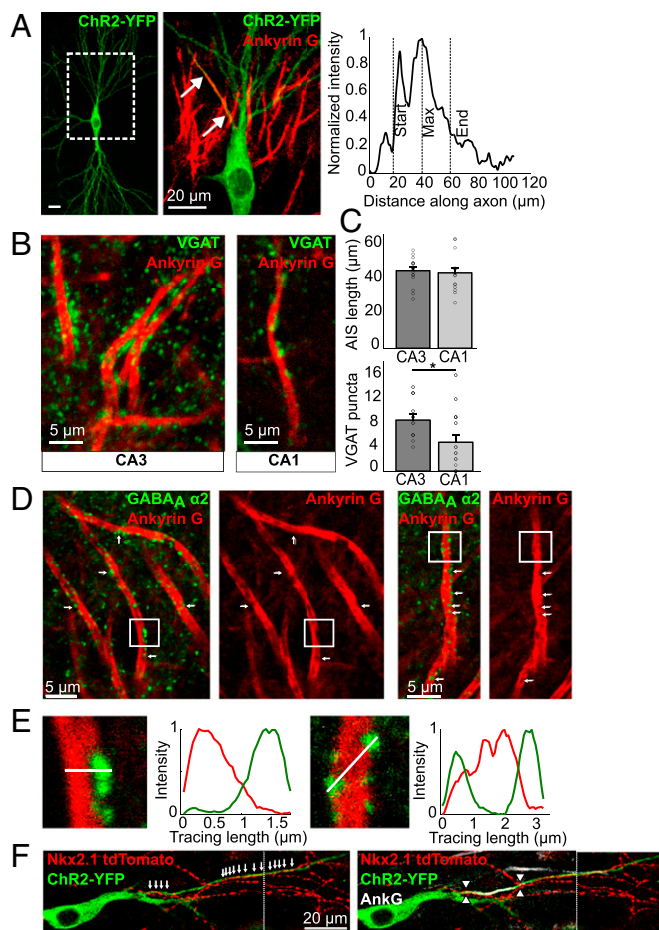 A
ChR2-YFP
ChR2-YFP
Ankyrin G
20 µm
Normalized intensity
1
0.8
0.6
0.4
0.2
0
Start
Max
End
0 20 40 60 80 100 120
Distance along axon (µm)
B
VGAT
Ankyrin G
5 µm
CA3
VGAT
Ankyrin G
5 µm
CA1
C
AIS length (µm)
60
40
20
0
CA3 CA1
*
VGAT puncta
16
12
8
4
0
CA3 CA1
D
GABAA α2
Ankyrin G
5 µm
Ankyrin G
GABAA α2
Ankyrin G
5 µm
Ankyrin G
E
Intensity
1
0
0 0.5 1 1.5
Tracing length (µm)
Intensity
1
0
0 1 2 3
Tracing length (µm)
F
Nkx2.1 tdTomato
ChR2-YFP
20 µm
Nkx2.1 tdTomato
ChR2-YFP
AnkG